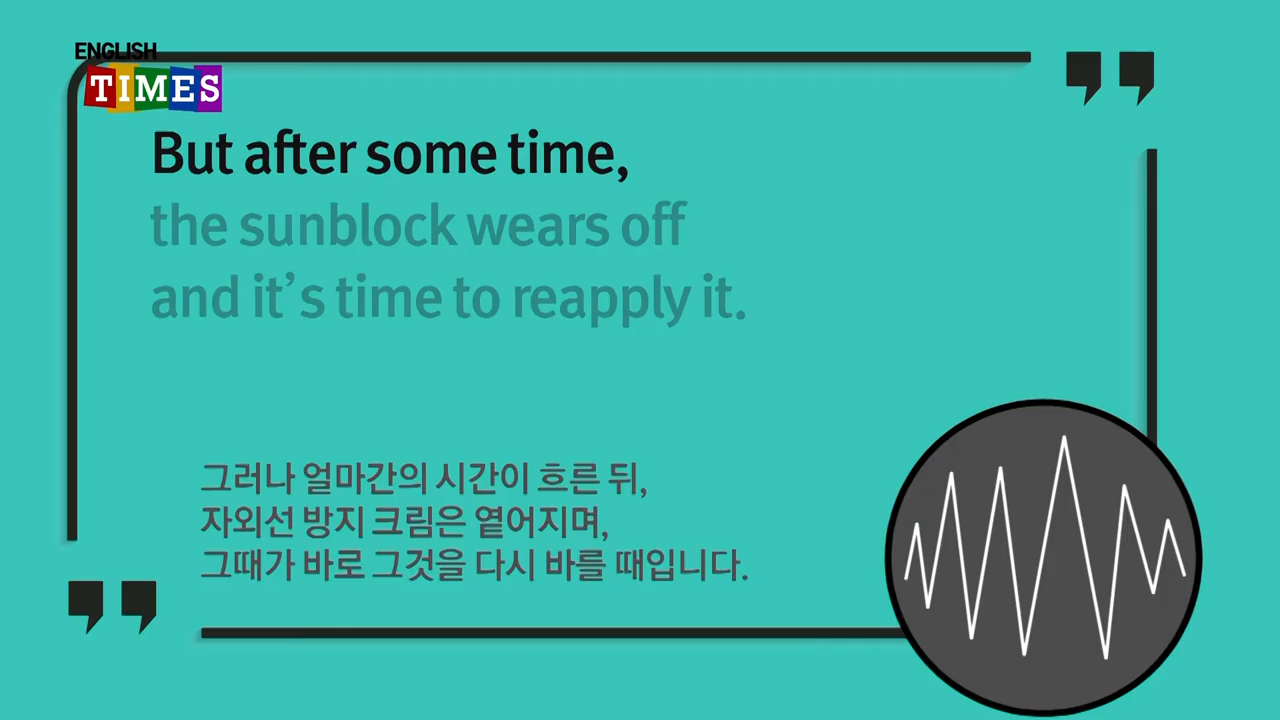 ENGLISH
TIMES
But after some time,
the sunblock wears off
and it’s time to reapply it.
그러나 얼마간의 시간이 흐른 뒤,
자외선 방지 크림은 옅어지며,
그때가 바로 그것을 다시 바를 때입니다.